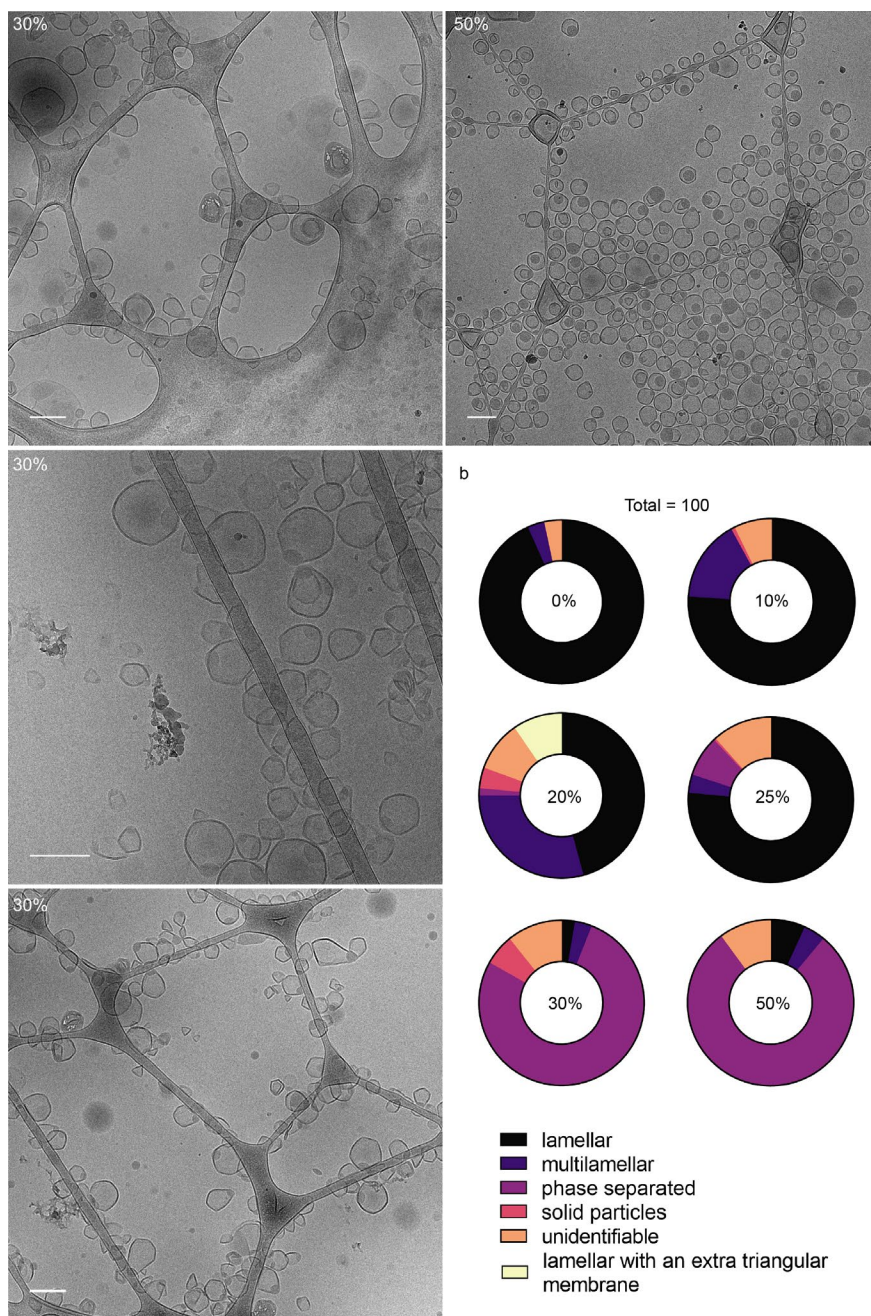 30%
50%
30%
30%
b
Total = 100
0%
10%
20%
25%
30%
50%
lamellar
multilamellar
phase separated
solid particles
unidentifiable
lamellar with an extra triangular
membrane